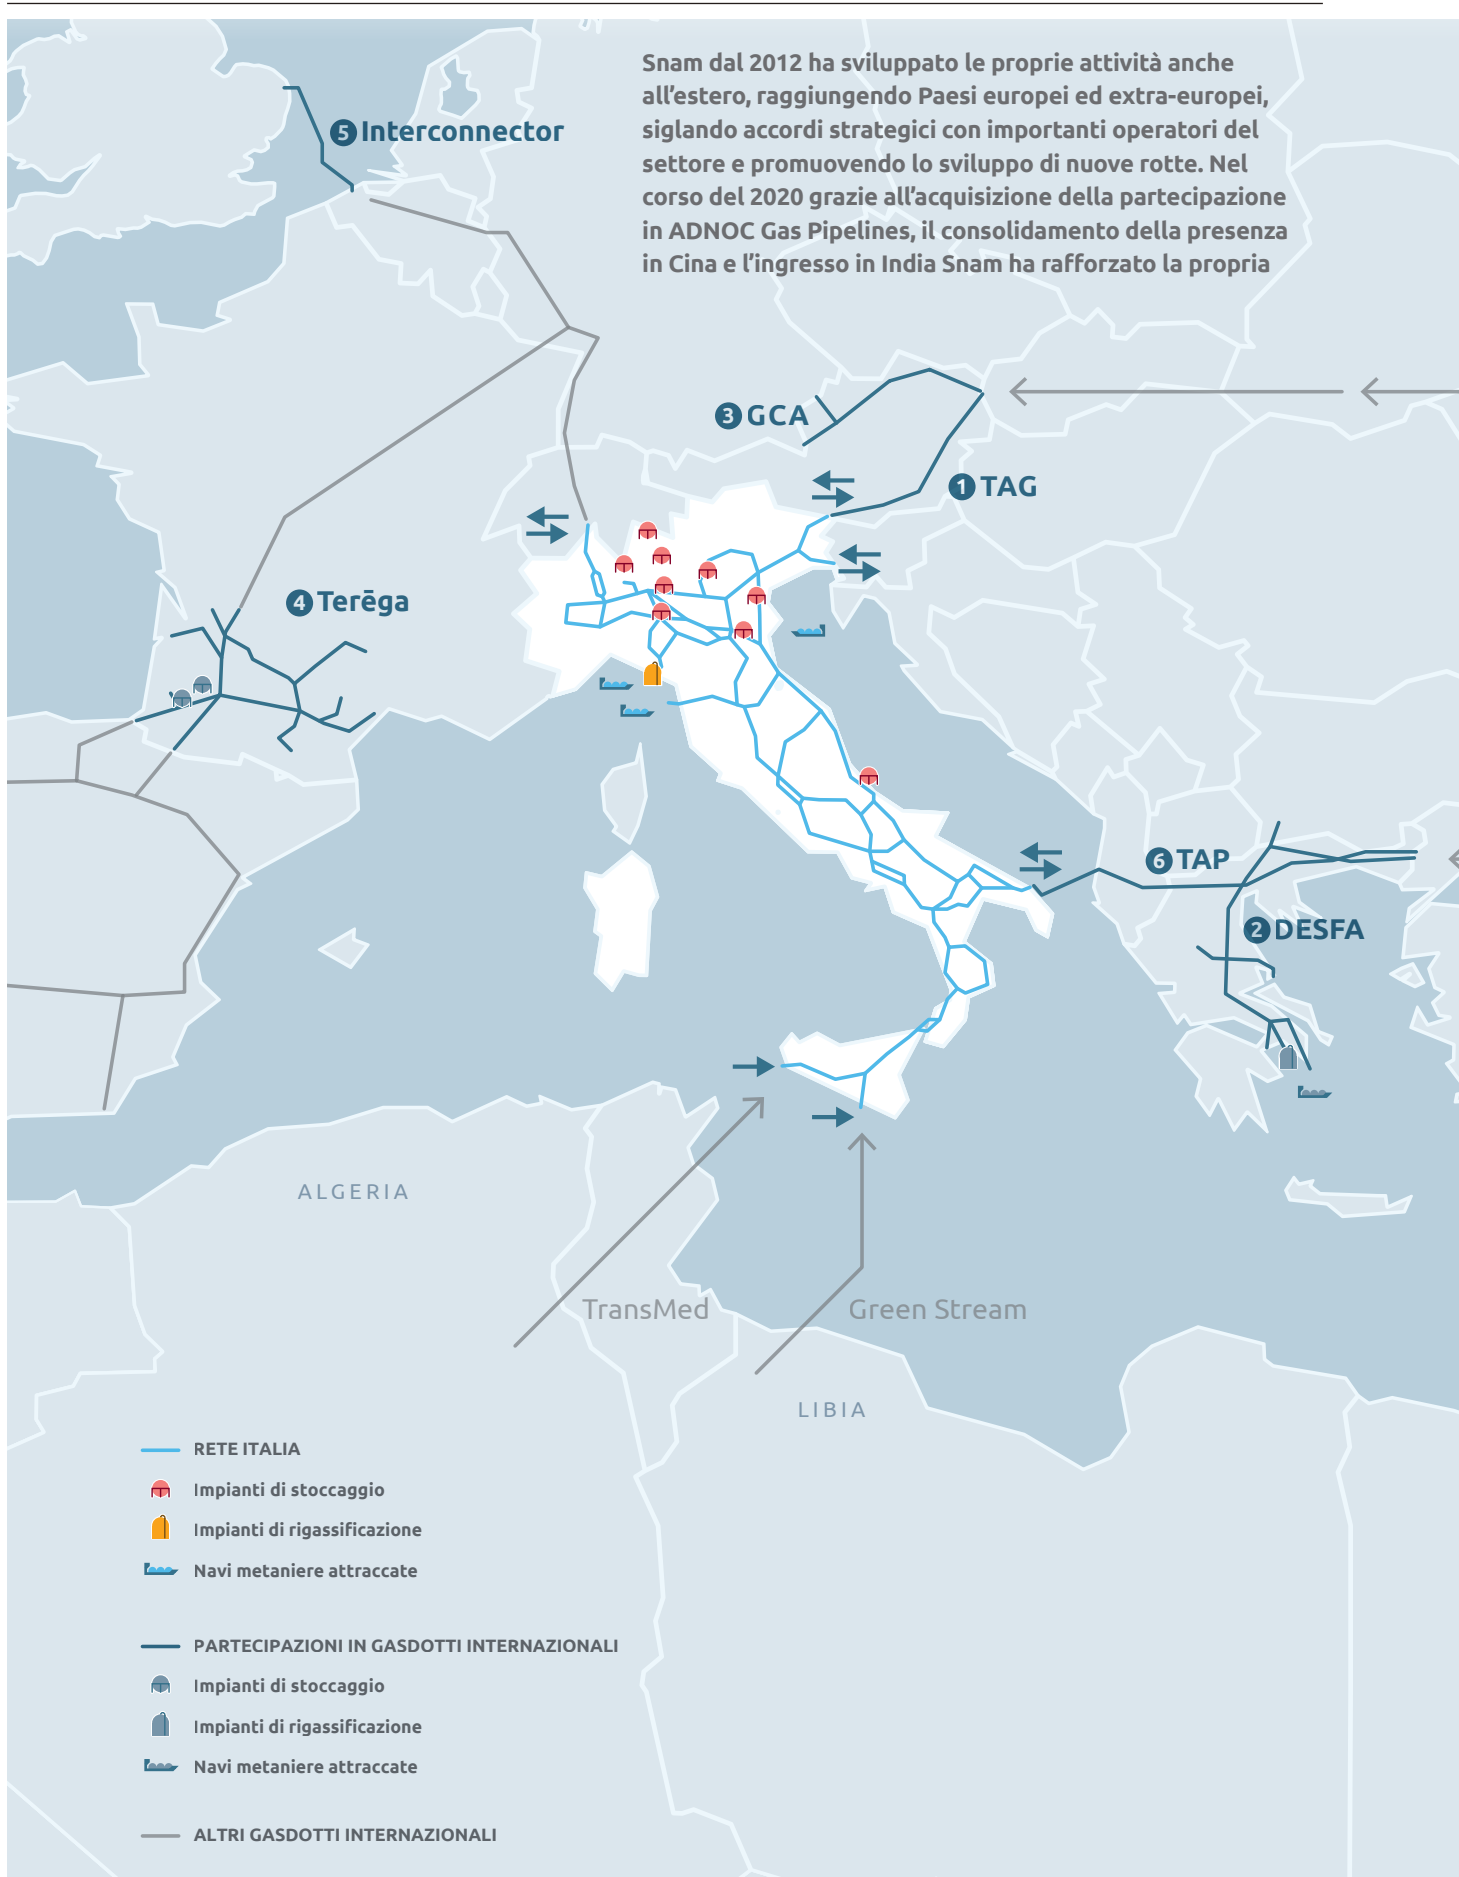 Snam dal 2012 ha sviluppato le proprie attività anche
all’estero, raggiungendo Paesi europei ed extra-europei,
siglando accordi strategici con importanti operatori del
settore e promuovendo lo sviluppo di nuove rotte. Nel
corso del 2020 grazie all’acquisizione della partecipazione
in ADNOC Gas Pipelines, il consolidamento della presenza
in Cina e l’ingresso in India Snam ha rafforzato la propria
5 Interconnector
3 GCA
1 TAG
4 Terēga
6 TAP
2 DESFA
ALGERIA
TransMed
Green Stream
LIBIA
RETE ITALIA
Impianti di stoccaggio
Impianti di rigassificazione
Navi metaniere attraccate
PARTECIPAZIONI IN GASDOTTI INTERNAZIONALI
Impianti di stoccaggio
Impianti di rigassificazione
Navi metaniere attraccate
ALTRI GASDOTTI INTERNAZIONALI